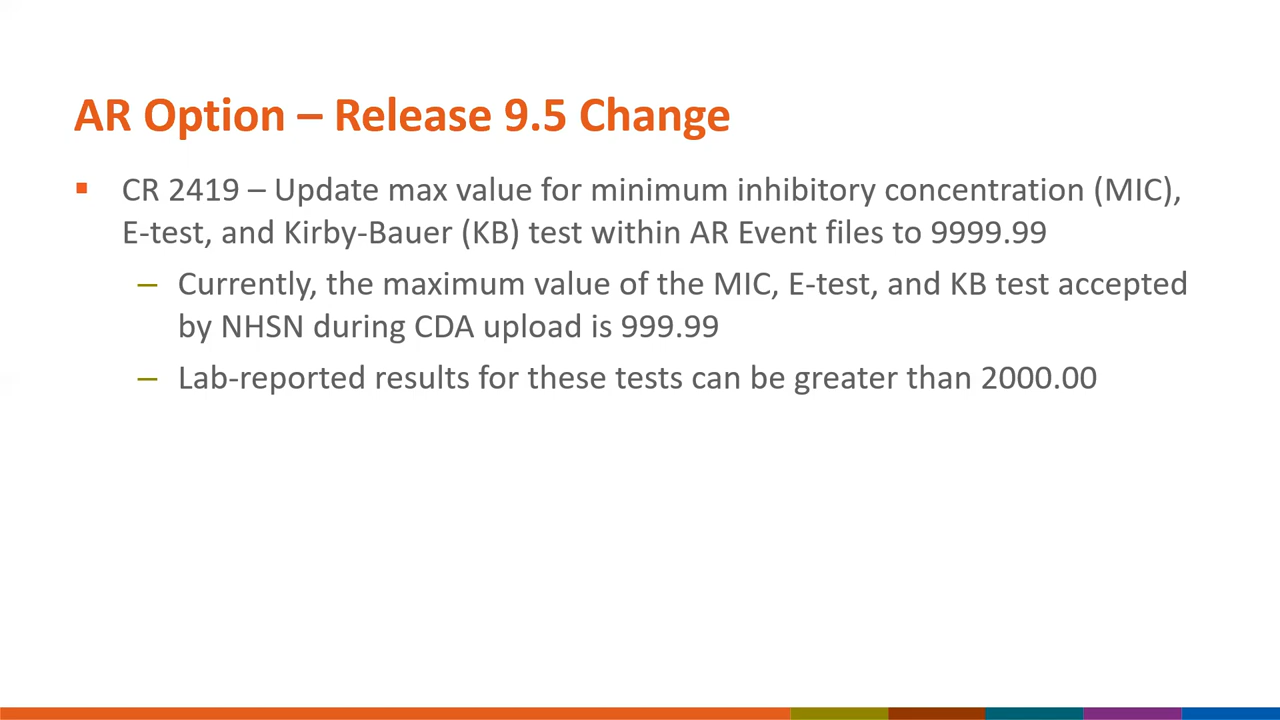 AR Option – Release 9.5 Change
▪ CR 2419 – Update max value for minimum inhibitory concentration (MIC),
E-test, and Kirby-Bauer (KB) test within AR Event files to 9999.99
– Currently, the maximum value of the MIC, E-test, and KB test accepted
by NHSN during CDA upload is 999.99
– Lab-reported results for these tests can be greater than 2000.00